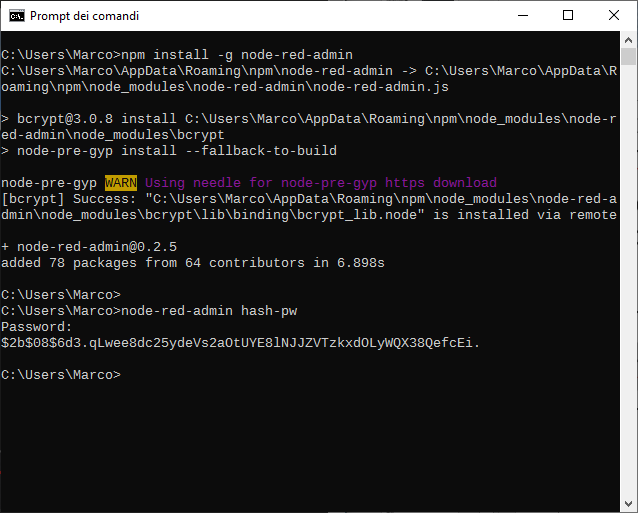 Prompt dei comandi
C:\Users\Marco>npm install -g node-red-admin
C:\Users\Marco\AppData\Roaming\npm\node-red-admin -> C:\Users\Marco\AppData\R
oaming\npm\node_modules\node-red-admin\node-red-admin.js
> bcrypt@3.0.8 install C:\Users\Marco\AppData\Roaming\npm\node_modules\node-r
ed-admin\node_modules\bcrypt
> node-pre-gyp install --fallback-to-build
node-pre-gyp WARN Using needle for node-pre-gyp https download
[bcrypt] Success: "C:\Users\Marco\AppData\Roaming\npm\node_modules\node-red-a
dmin\node_modules\bcrypt\lib\binding\bcrypt_lib.node" is installed via remote
+ node-red-admin@0.2.5
added 78 packages from 64 contributors in 6.898s
C:\Users\Marco>
C:\Users\Marco>node-red-admin hash-pw
Password:
$2b$08$6d3.qLwee8dc25ydeVs2aOtUYE8lNJJZVTzkxdOLyWQX38QefcEi.
C:\Users\Marco>